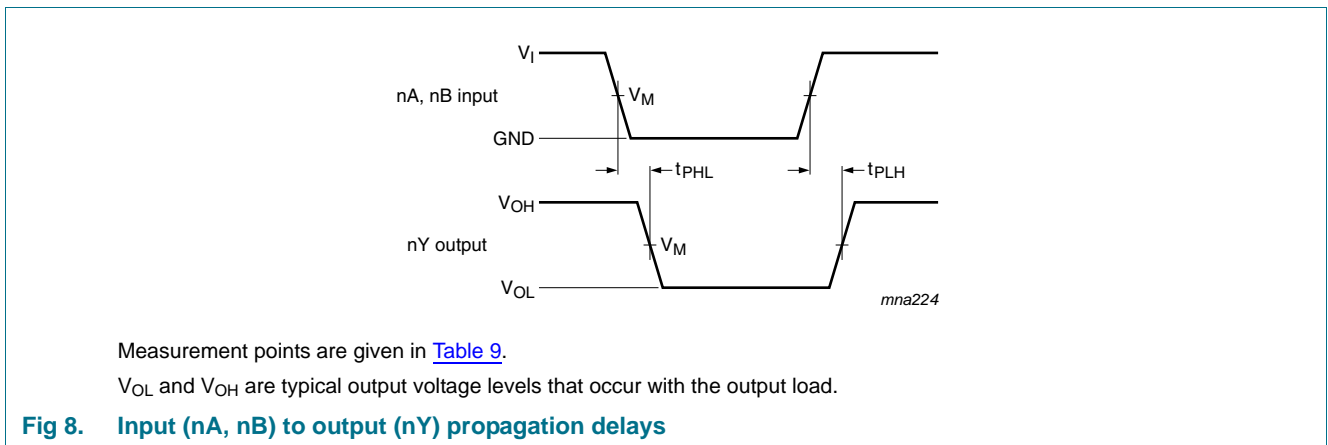 VI
nA, nB input
VM
GND
tPHL
tPLH
VOH
nY output
VM
VOL
mna224
Measurement points are given in Table 9.
VOL and VOH are typical output voltage levels that occur with the output load.
Fig 8. Input (nA, nB) to output (nY) propagation delays